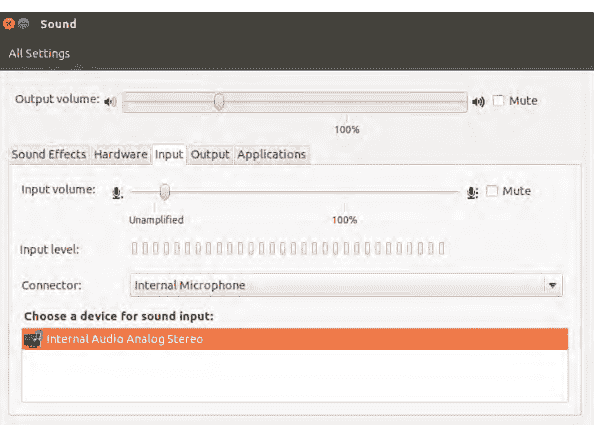 Sound
All Settings
Output volume:
Mute
100%
Sound Effects Hardware Input Output Applications
Input volume:
Mute
Unamplified 100%
Input level:
Connector: Internal Microphone
Choose a device for sound input:
Internal Audio Analog Stereo